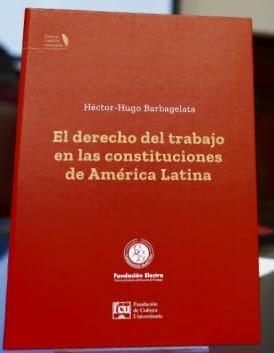 Héctor-Hugo Barbagelata
El derecho del trabajo
en las constituciones
de América Latina
Fundación Electra
FCU
Fundación
de Cultura
Universitaria